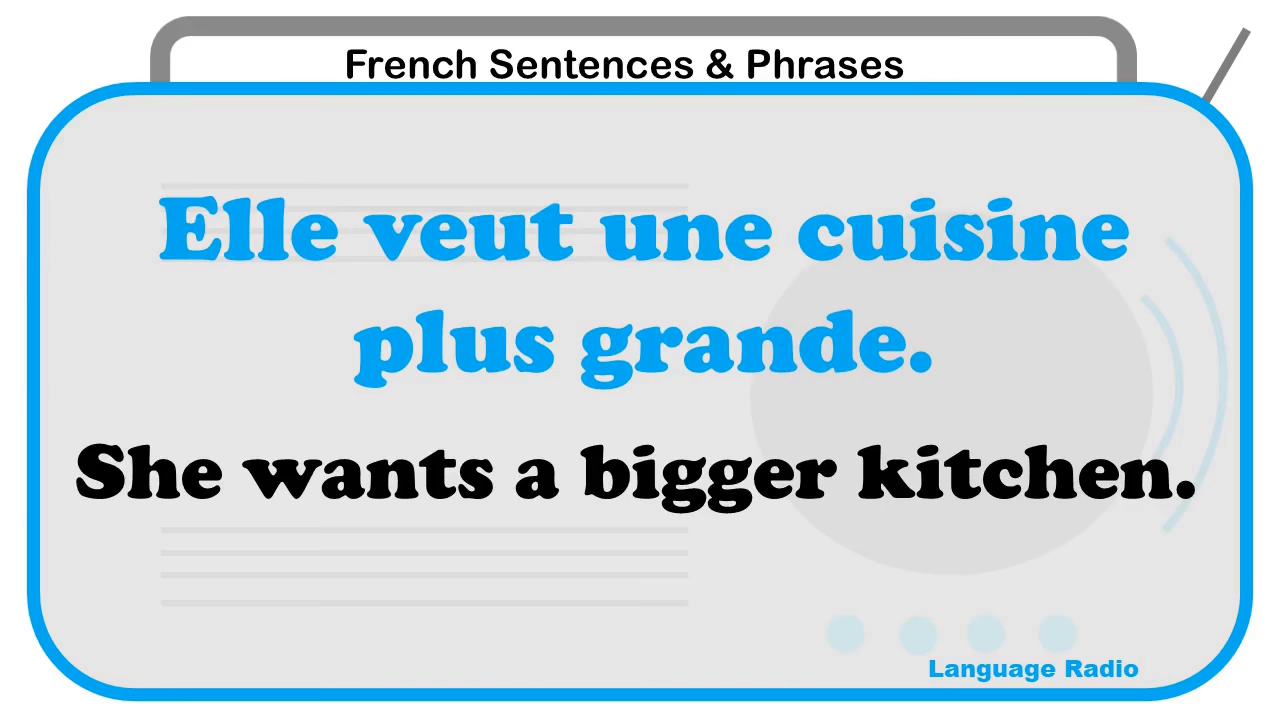 French Sentences & Phrases
Elle veut une cuisine
plus grande.
She wants a bigger kitchen.
Language Radio